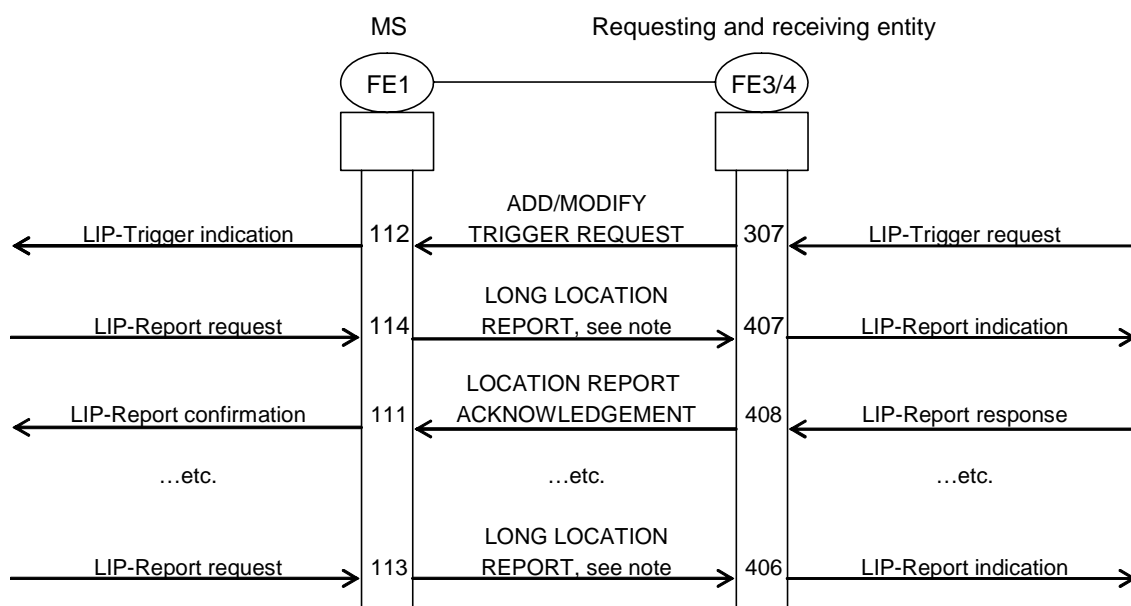 MS Requesting and receiving entity
FE1 FE3/4
ADD/MODIFY
LIP-Trigger indication 112 TRIGGER REQUEST 307 LIP-Trigger request
LONG LOCATION
LIP-Report request 114 REPORT, see note 407 LIP-Report indication
LOCATION REPORT
LIP-Report confirmation 111 ACKNOWLEDGEMENT 408 LIP-Report response
…etc. …etc. …etc.
LONG LOCATION
LIP-Report request 113 REPORT, see note 406 LIP-Report indication